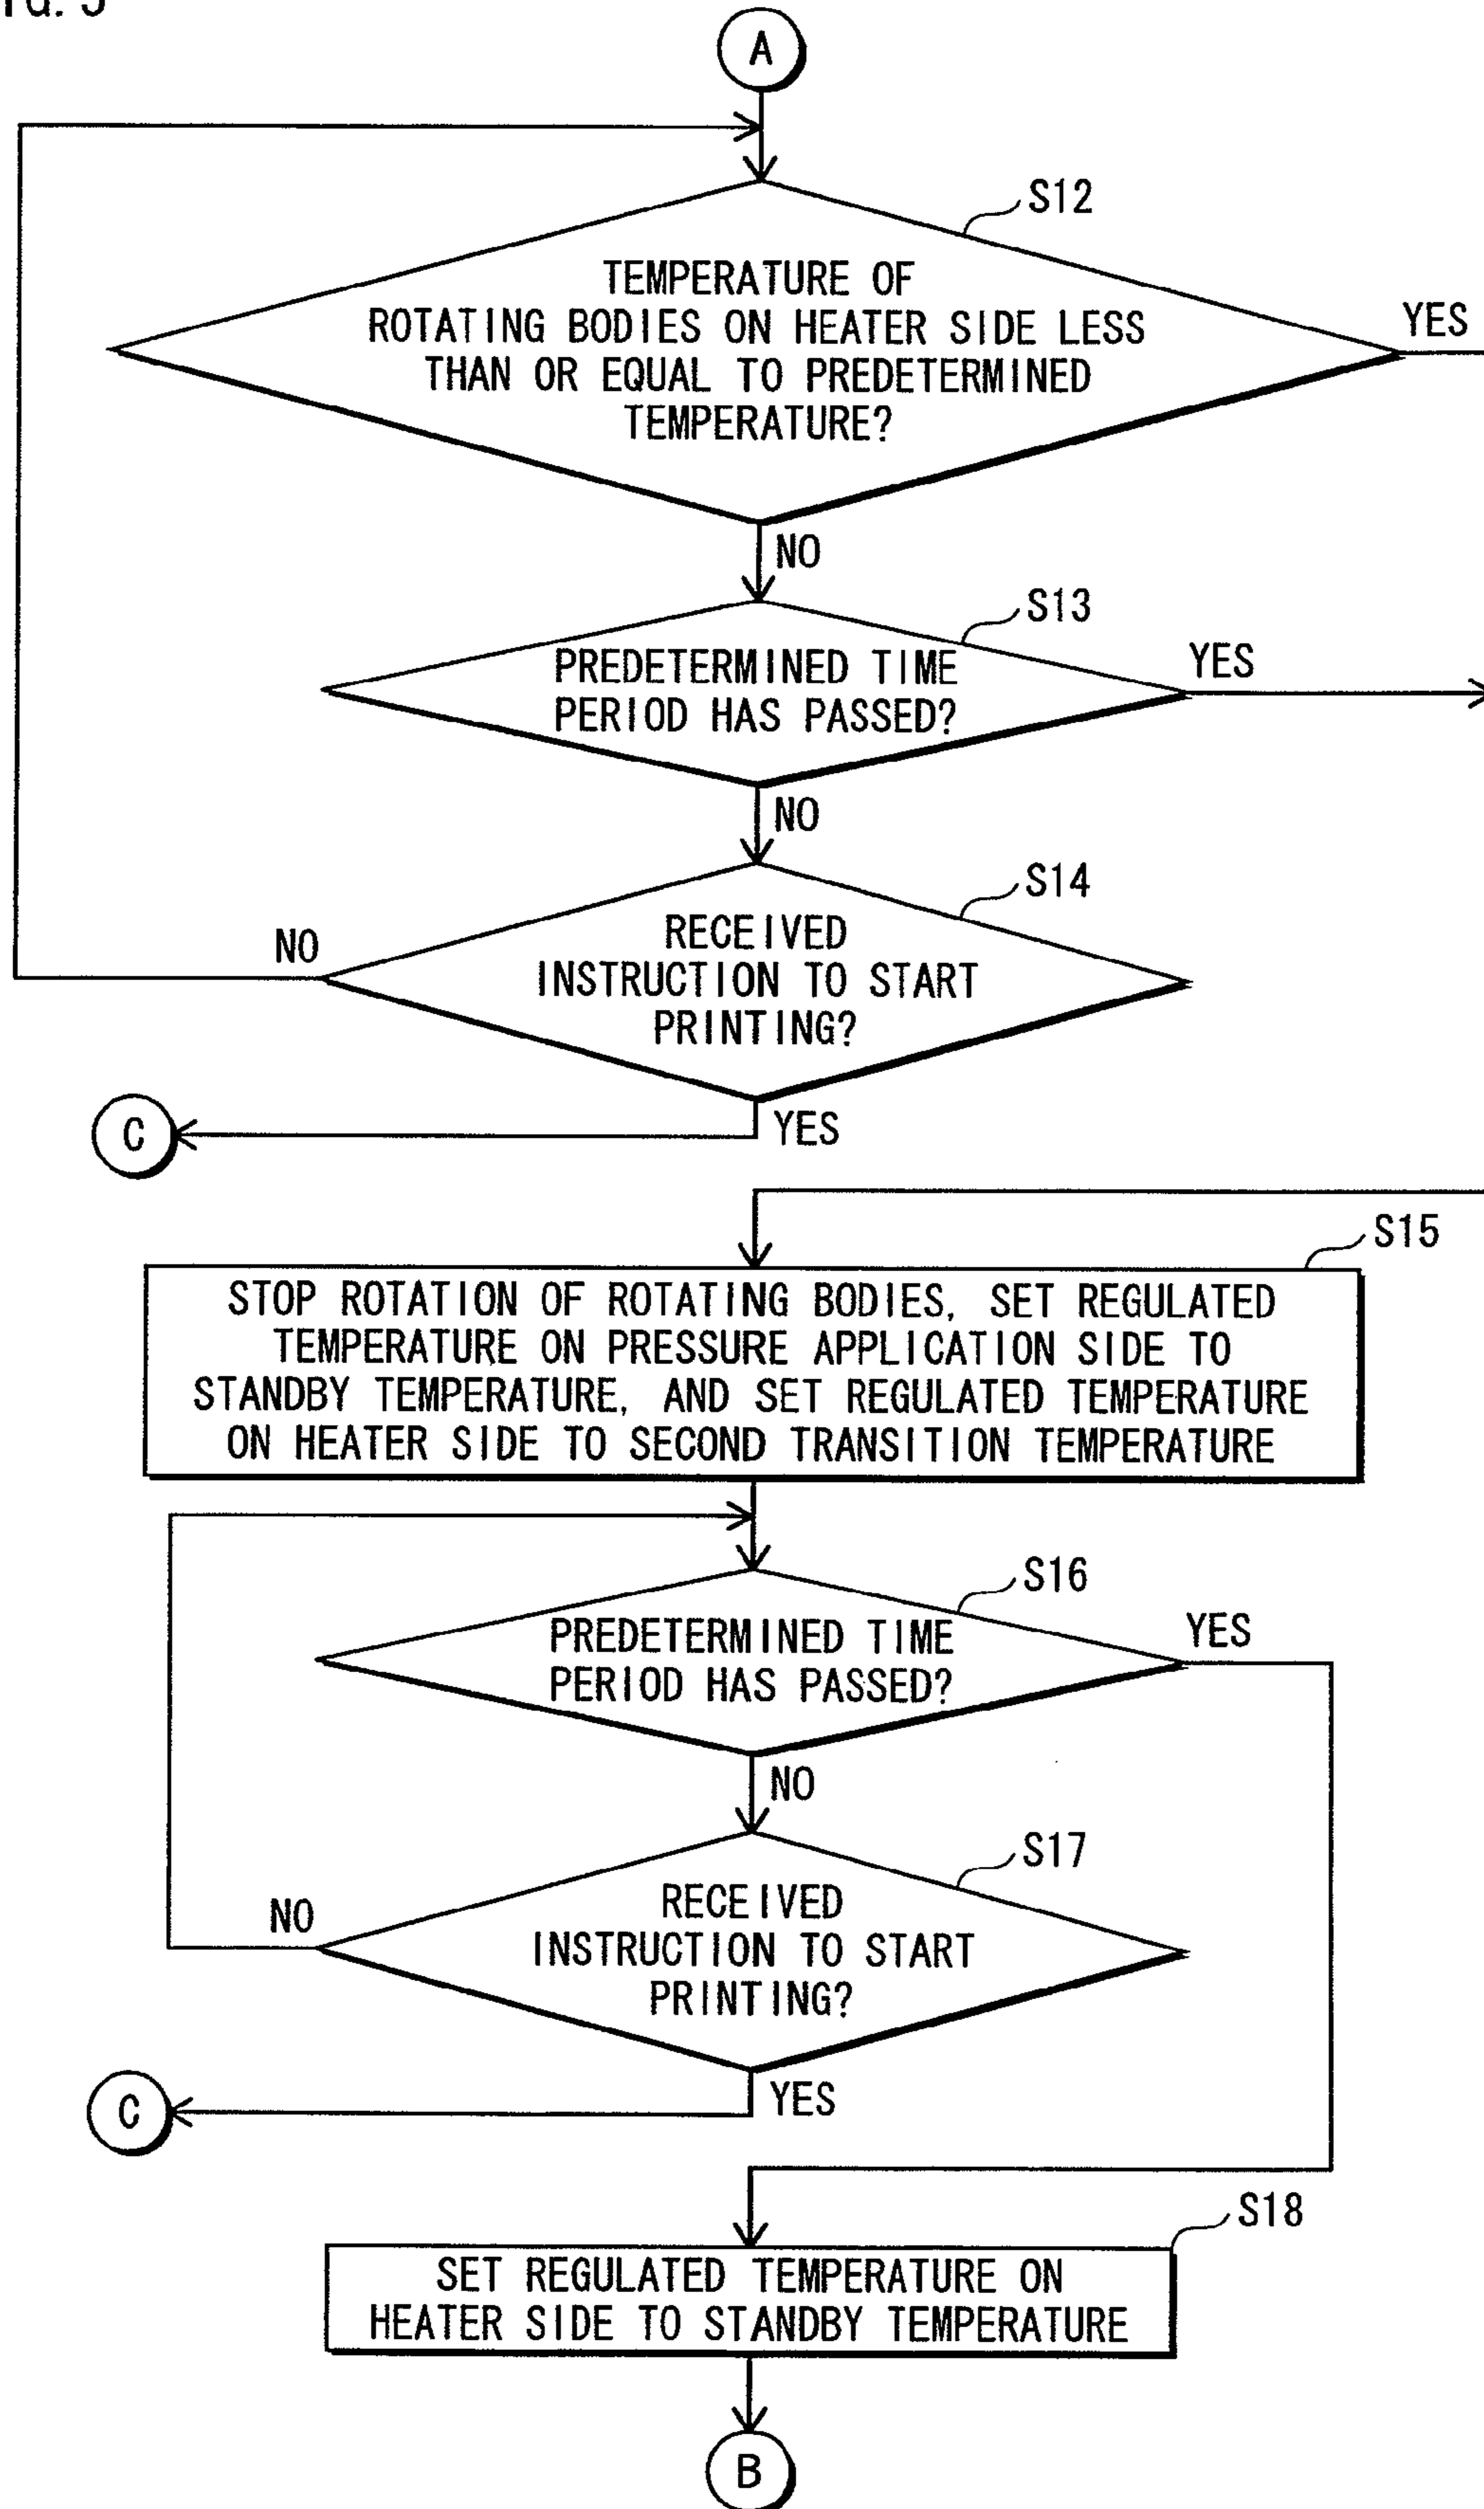 A
S12
TEMPERATURE OF
ROTATING BODIES ON HEATER SIDE LESS
THAN OR EQUAL TO PREDETERMINED
TEMPERATURE?
YES
NO
S13
PREDETERMINED TIME
PERIOD HAS PASSED?
YES
NO
S14
RECEIVED
INSTRUCTION TO START
PRINTING?
NO
YES
C
S15
STOP ROTATION OF ROTATING BODIES, SET REGULATED
TEMPERATURE ON PRESSURE APPLICATION SIDE TO
STANDBY TEMPERATURE, AND SET REGULATED TEMPERATURE
ON HEATER SIDE TO SECOND TRANSITION TEMPERATURE
S16
PREDETERMINED TIME
PERIOD HAS PASSED?
YES
NO
S17
RECEIVED
INSTRUCTION TO START
PRINTING?
NO
YES
C
S18
SET REGULATED TEMPERATURE ON
HEATER SIDE TO STANDBY TEMPERATURE
B